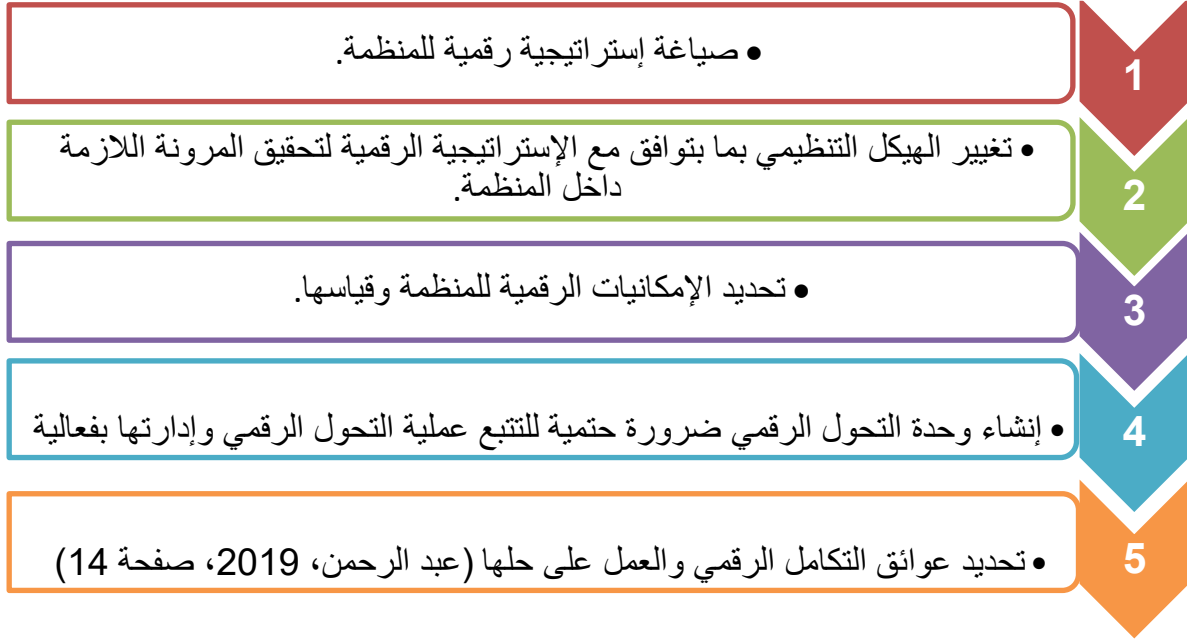 1
• صياغة إستراتيجية رقمية للمنظمة.
2
• تغيير الهيكل التنظيمي بما بتوافق مع الإستراتيجية الرقمية لتحقيق المرونة اللازمة
داخل المنظمة.
3
• تحديد الإمكانيات الرقمية للمنظمة وقياسها.
4
• إنشاء وحدة التحول الرقمي ضرورة حتمية للتتبع عملية التحول الرقمي وإدارتها بفعالية
5
• تحديد عوائق التكامل الرقمي والعمل على حلها (عبد الرحمن، 2019، صفحة 14)